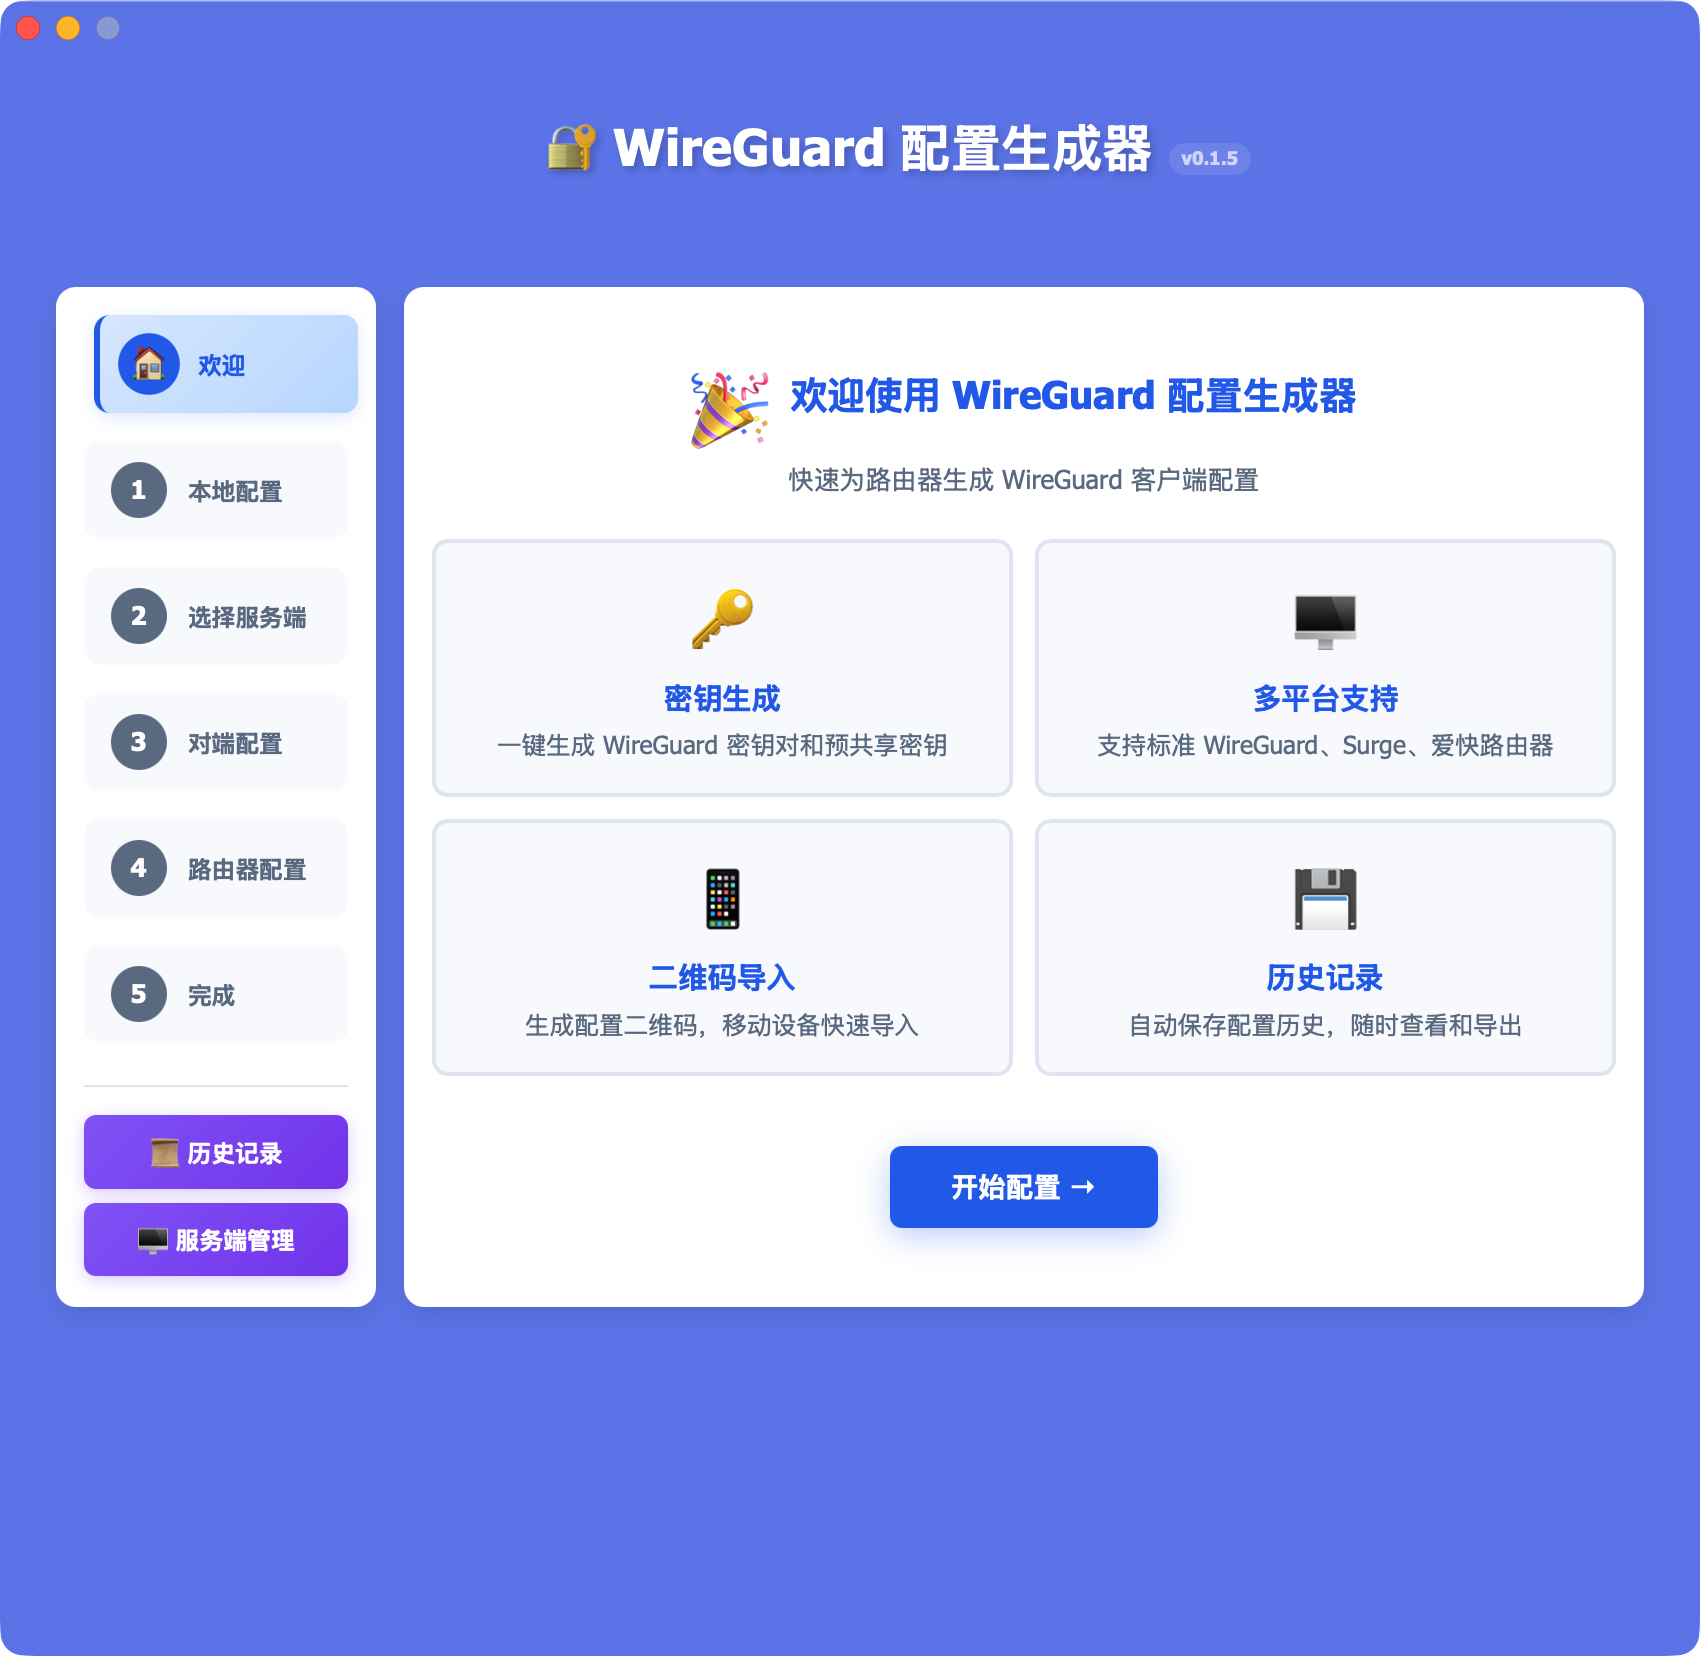 WireGuard 配置生成器 v0.1.5
欢迎
1 本地配置
2 选择服务端
3 对端配置
4 路由器配置
5 完成
历史记录
服务端管理
欢迎使用 WireGuard 配置生成器
快速为路由器生成 WireGuard 客户端配置
密钥生成
一键生成 WireGuard 密钥对和预共享密钥
多平台支持
支持标准 WireGuard、Surge、爱快路由器
二维码导入
生成配置二维码，移动设备快速导入
历史记录
自动保存配置历史，随时查看和导出
开始配置 →